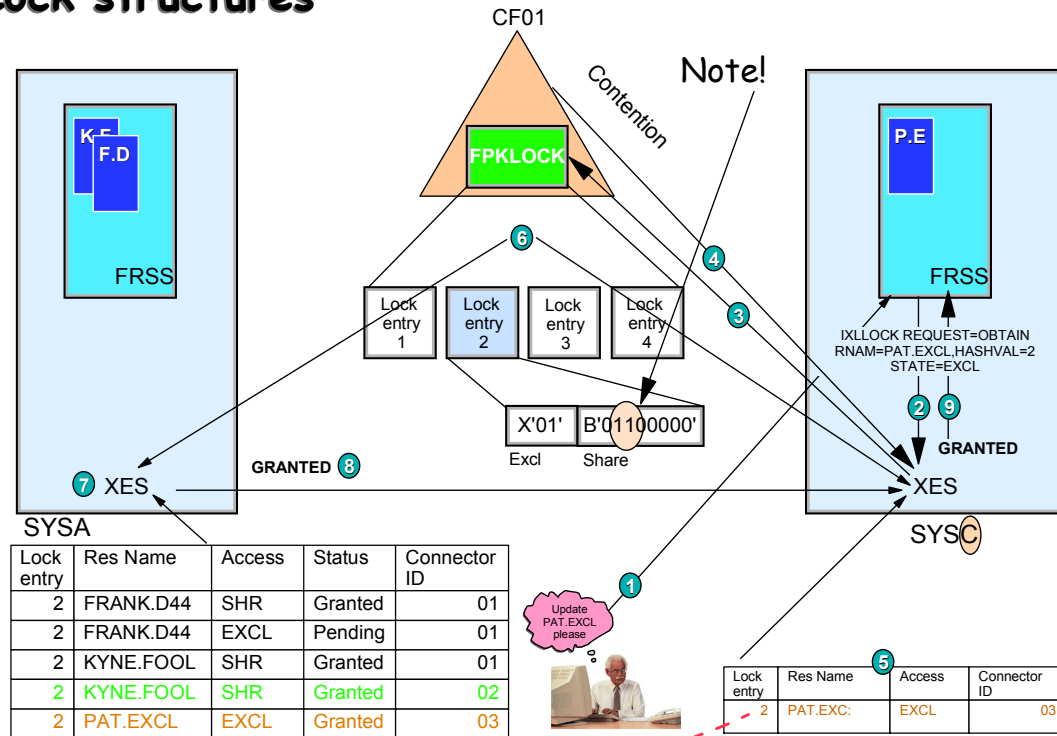 Lock structures
CF01
Contention
Note!
K.F
F.D
FPKLOCK
P.E
6
4
3
FRSS
FRSS
Lock entry 1
Lock entry 2
Lock entry 3
Lock entry 4
IXLLOCK REQUEST=OBTAIN
RNAM=PAT.EXCL,HASHVAL=2
STATE=EXCL
2
9
X'01'
B'01100000'
Excl
Share
GRANTED
GRANTED 8
7 XES
XES
SYSA
SYSC
1
Update
PAT.EXCL
please
Lock entry Res Name Access Status Connector ID
2 FRANK.D44 SHR Granted 01
2 FRANK.D44 EXCL Pending 01
2 KYNE.FOOL SHR Granted 01
2 KYNE.FOOL SHR Granted 02
2 PAT.EXCL EXCL Granted 03
5
Lock entry Res Name Access Connector ID
2 PAT.EXC: EXCL 03